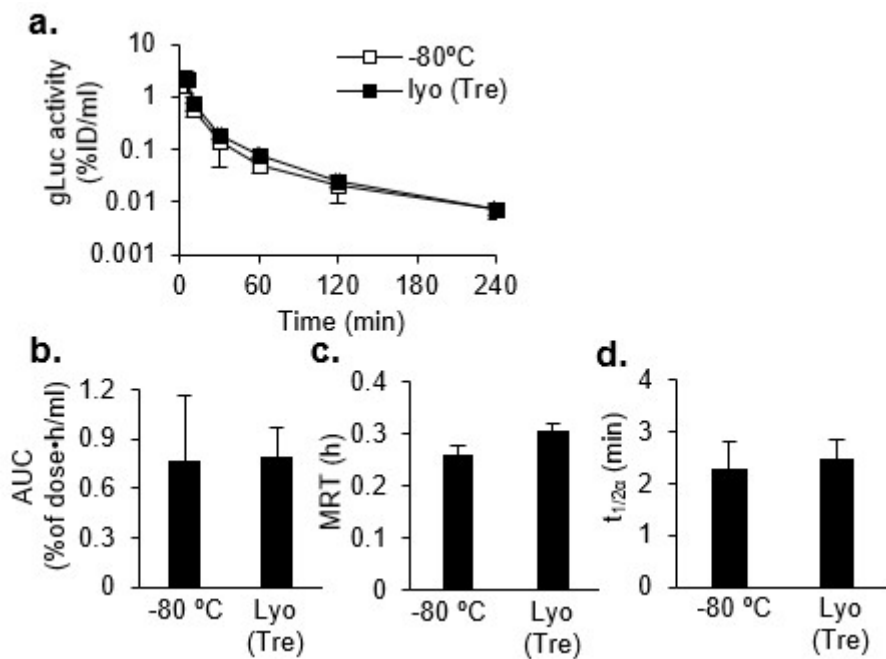 a.
gLuc activity
(%ID/ml)
10
1
0.1
0.01
0.001
-80ºC
lyo (Tre)
0 60 120 180 240
Time (min)
b.
AUC
(%of dose•h/ml)
1.2
0.9
0.6
0.3
0
-80 ºC Lyo
(Tre)
c.
MRT (h)
0.4
0.3
0.2
0.1
0
-80 ºC Lyo
(Tre)
d.
t1/2α (min)
4
3
2
1
0
-80 ºC Lyo
(Tre)